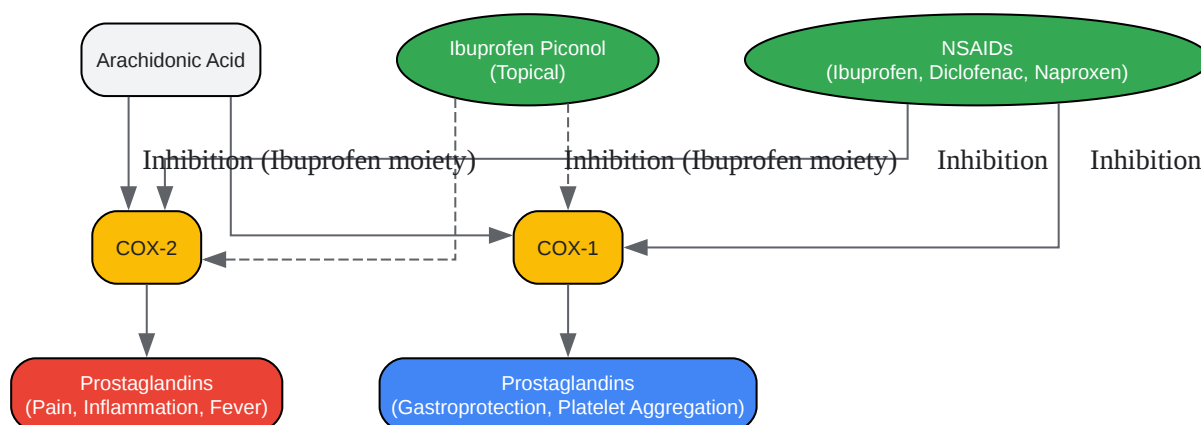 Arachidonic Acid
Ibuprofen Piconol
(Topical)
NSAIDs
(Ibuprofen, Diclofenac, Naproxen)
Inhibition (Ibuprofen moiety)
Inhibition (Ibuprofen moiety)
Inhibition
Inhibition
COX-2
COX-1
Prostaglandins
(Pain, Inflammation, Fever)
Prostaglandins
(Gastroprotection, Platelet Aggregation)